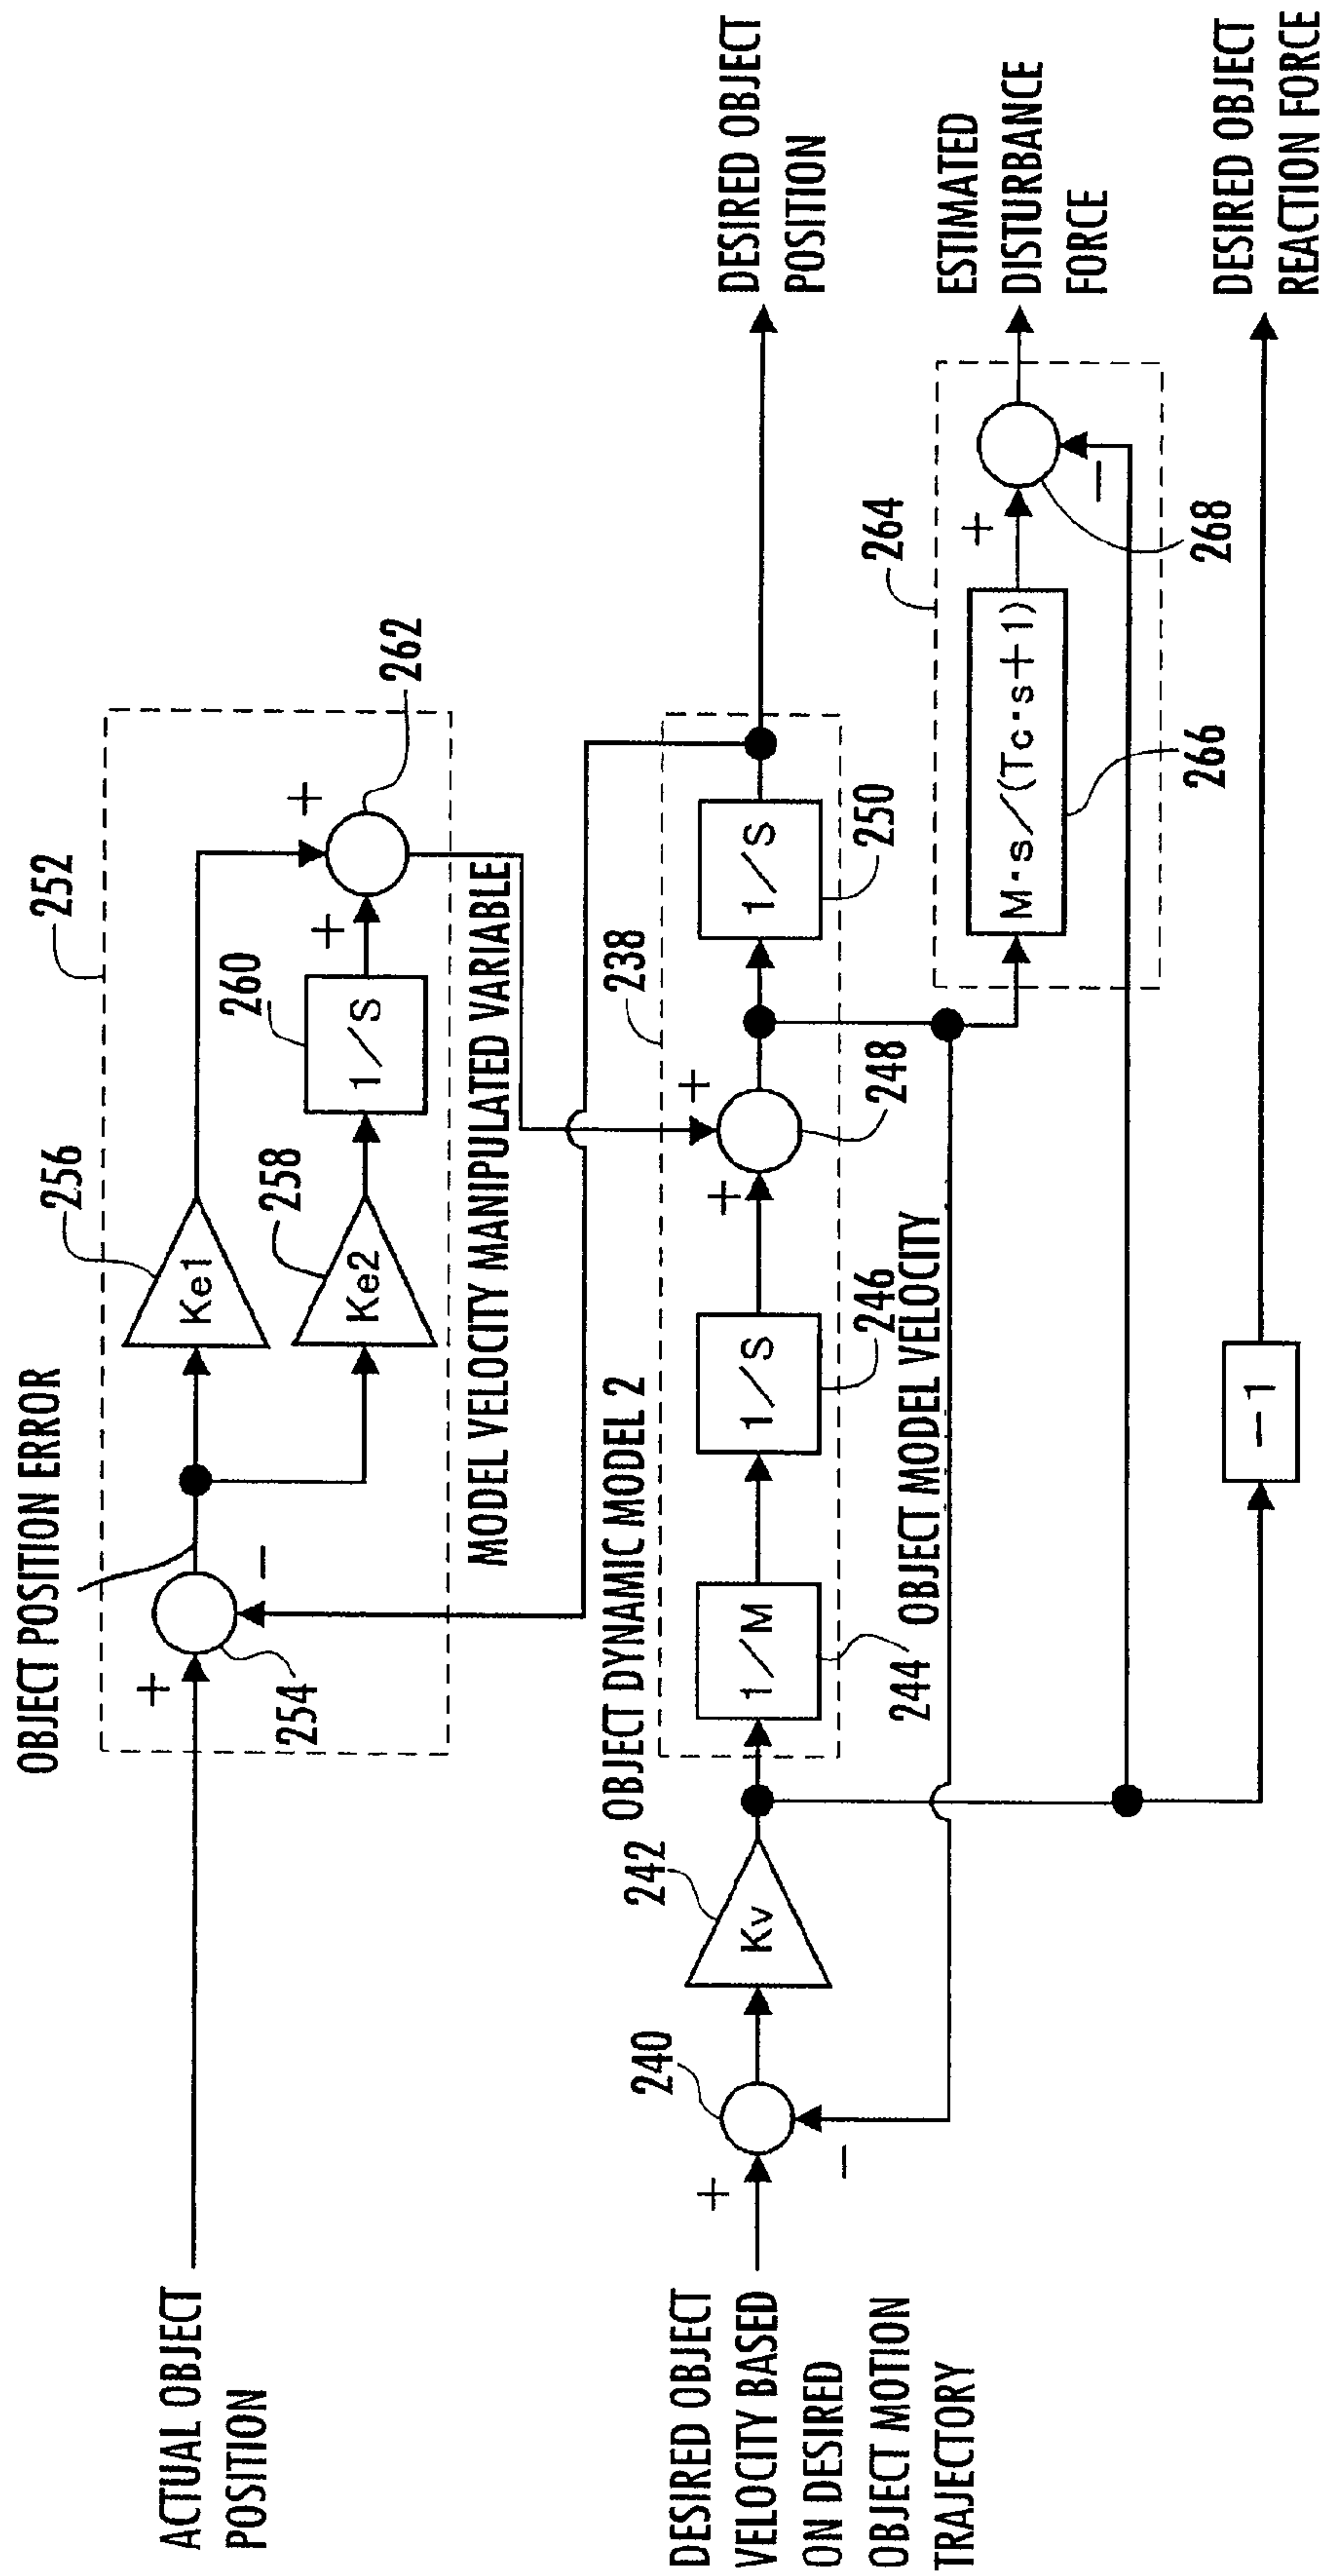 OBJECT POSITION ERROR
252
256
Ke1
+
262
ACTUAL OBJECT
POSITION
+
254
−
258
Ke2
260
1/S
+
MODEL VELOCITY MANIPULATED VARIABLE
OBJECT DYNAMIC MODEL 2
238
DESIRED OBJECT
VELOCITY BASED
ON DESIRED
OBJECT MOTION
TRAJECTORY
+
240
−
242
Kv
1/M
244
1/S
246
+
+
248
1/S
250
DESIRED OBJECT
POSITION
OBJECT MODEL VELOCITY
264
M·s/(Tc·s+1)
266
+
−
268
ESTIMATED
DISTURBANCE
FORCE
−1
DESIRED OBJECT
REACTION FORCE